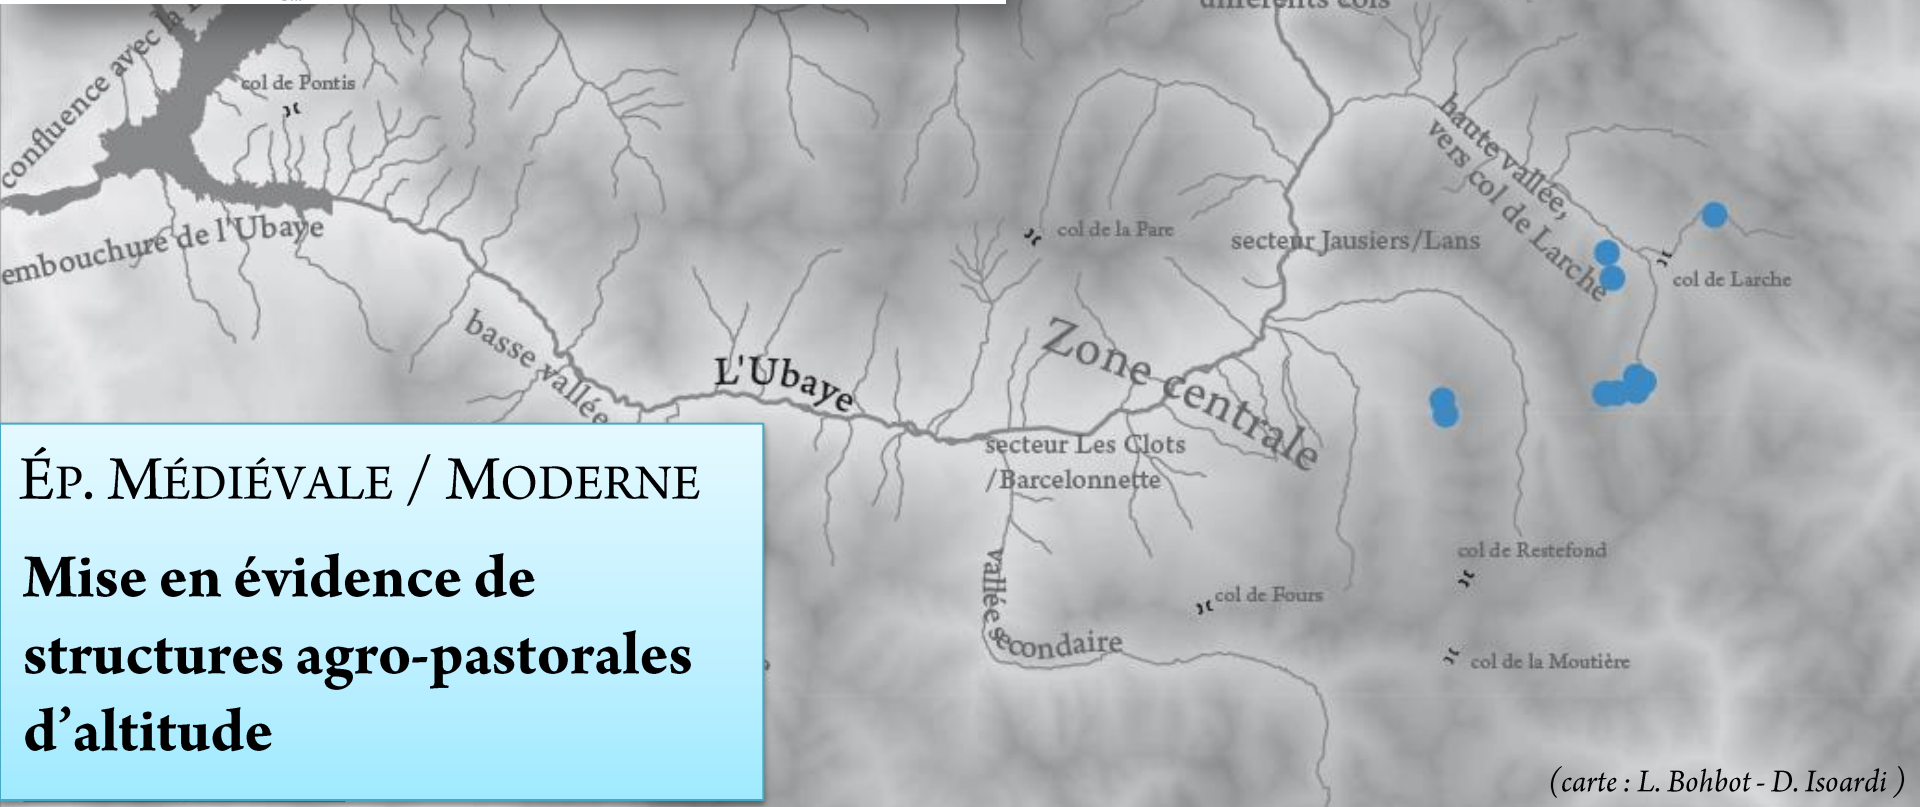 différents cols
confluence avec la
col de Pontis
haute vallée,
vers col de Larche
embouchure de l'Ubaye
col de la Pare
secteur Jausiers/Lans
col de Larche
basse vallée
L'Ubaye
Zone centrale
secteur Les Clots
/Barcelonnette
ÉP. MÉDIÉVALE / MODERNE
Mise en évidence de
structures agro-pastorales
d’altitude
vallée secondaire
col de Restefond
col de Fours
col de la Moutière
(carte : L. Bohbot - D. Isoardi )